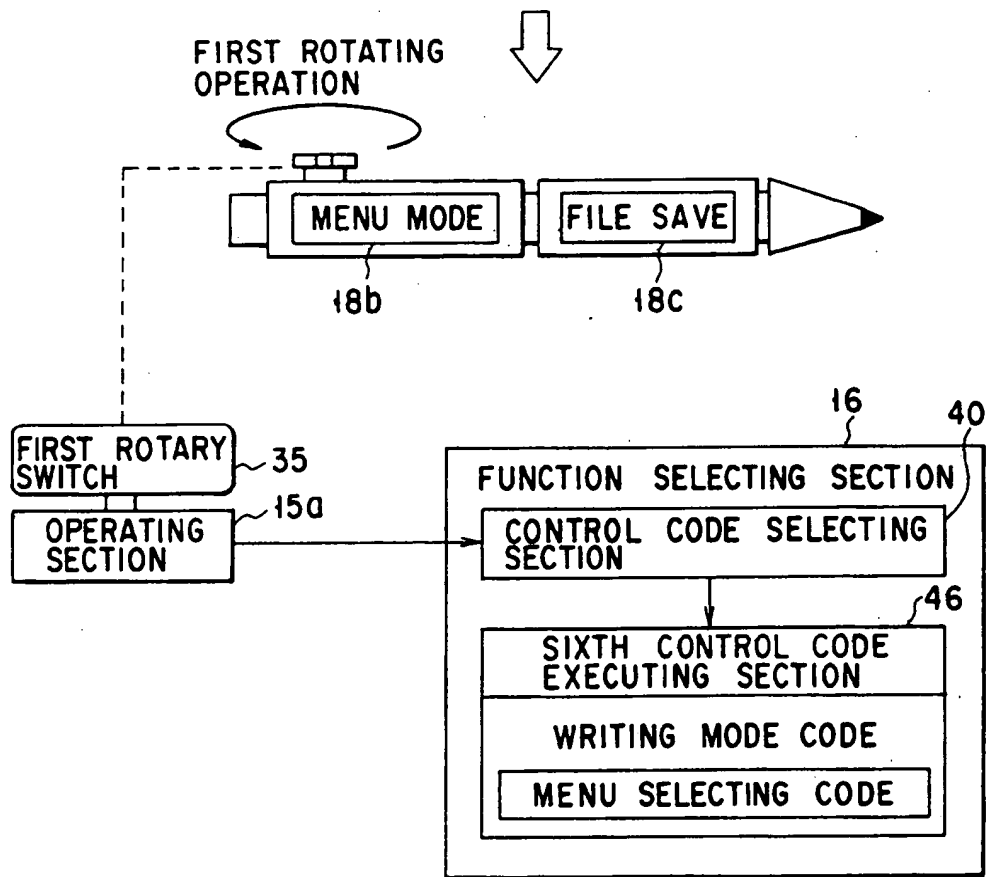 FIRST ROTATING
OPERATION
MENU MODE
FILE SAVE
18b
18c
FIRST ROTARY
SWITCH
35
OPERATING
SECTION
15a
16
40
FUNCTION SELECTING SECTION
CONTROL CODE SELECTING
SECTION
46
SIXTH CONTROL CODE
EXECUTING SECTION
WRITING MODE CODE
MENU SELECTING CODE